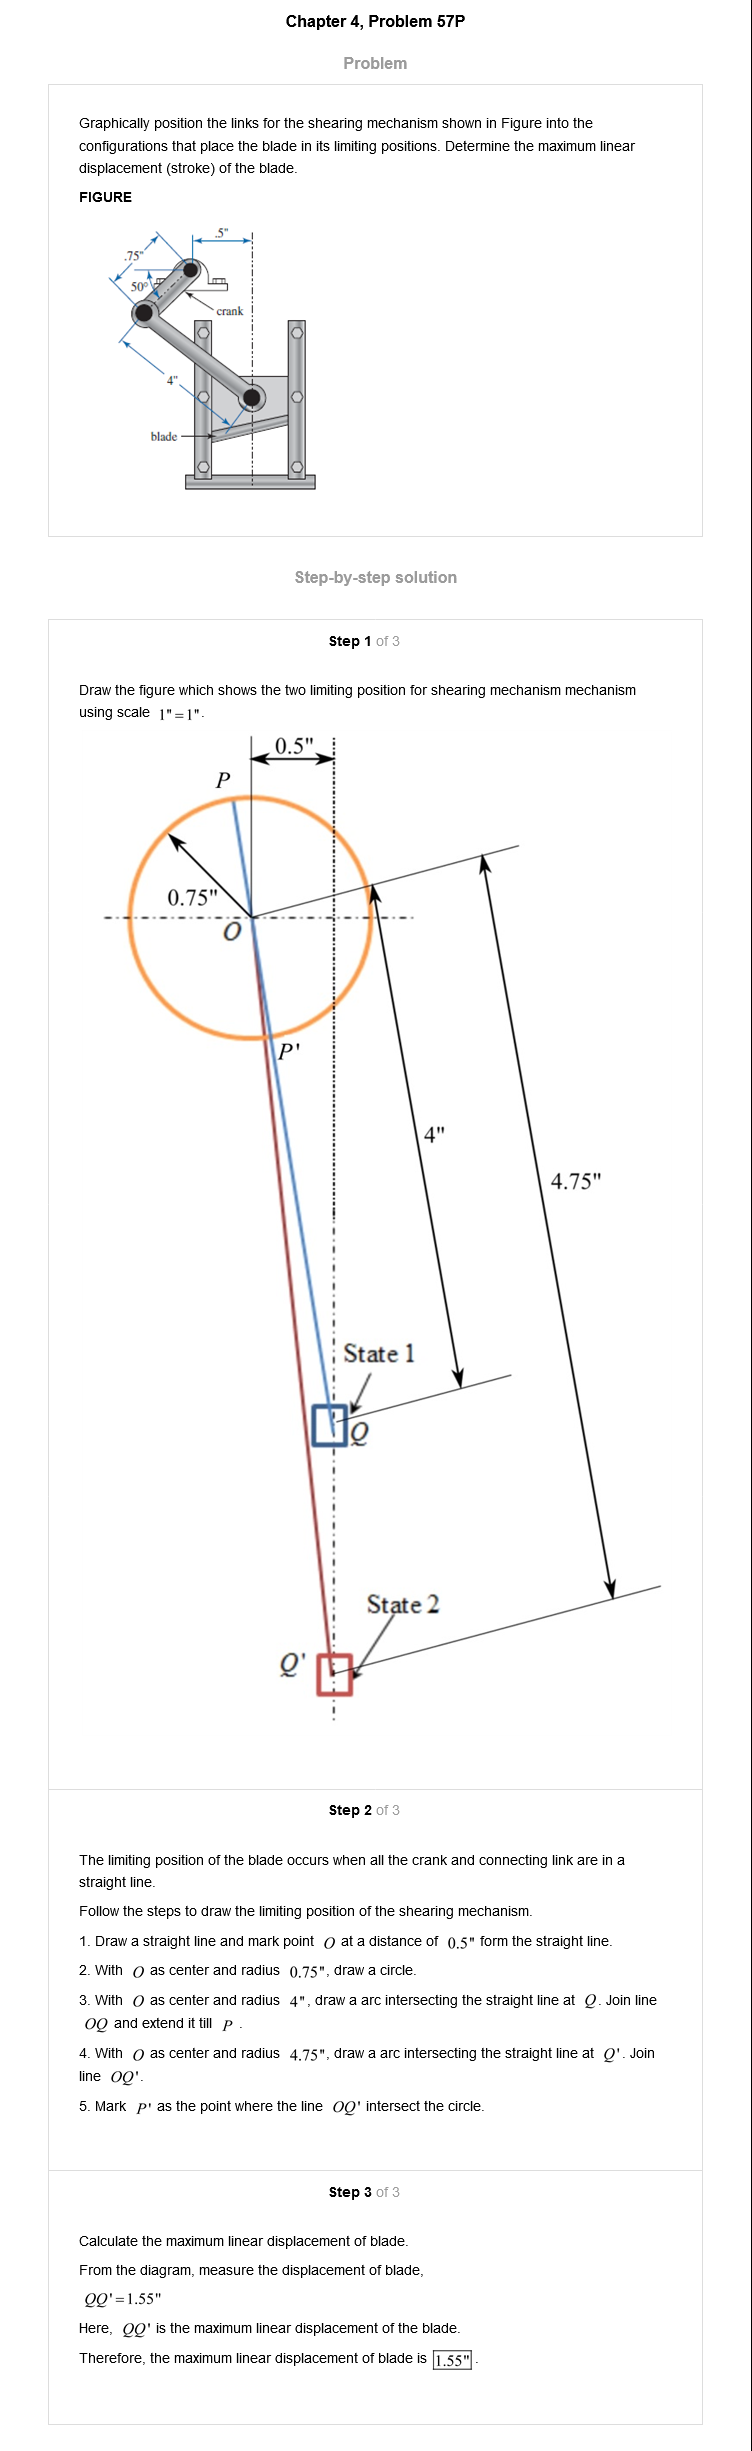 Chapter 4, Problem 57P
Problem
Graphically position the links for the shearing mechanism shown in Figure into the
configurations that place the blade in its limiting positions. Determine the maximum linear
displacement (stroke) of the blade.
FIGURE
.5"
.75"
50°
crank
4"
blade
Step-by-step solution
Step 1 of 3
Draw the figure which shows the two limiting position for shearing mechanism mechanism
using scale 1"=1".
0.5"
P
0.75"
O
P'
4"
4.75"
State 1
Q
State 2
Q'
Step 2 of 3
The limiting position of the blade occurs when all the crank and connecting link are in a
straight line.
Follow the steps to draw the limiting position of the shearing mechanism.
1. Draw a straight line and mark point O at a distance of 0.5" form the straight line.
2. With O as center and radius 0.75", draw a circle.
3. With O as center and radius 4", draw a arc intersecting the straight line at Q. Join line
OQ and extend it till P .
4. With O as center and radius 4.75", draw a arc intersecting the straight line at Q'. Join
line OQ'.
5. Mark P' as the point where the line OQ' intersect the circle.
Step 3 of 3
Calculate the maximum linear displacement of blade.
From the diagram, measure the displacement of blade,
QQ'=1.55"
Here, QQ' is the maximum linear displacement of the blade.
Therefore, the maximum linear displacement of blade is 1.55" .